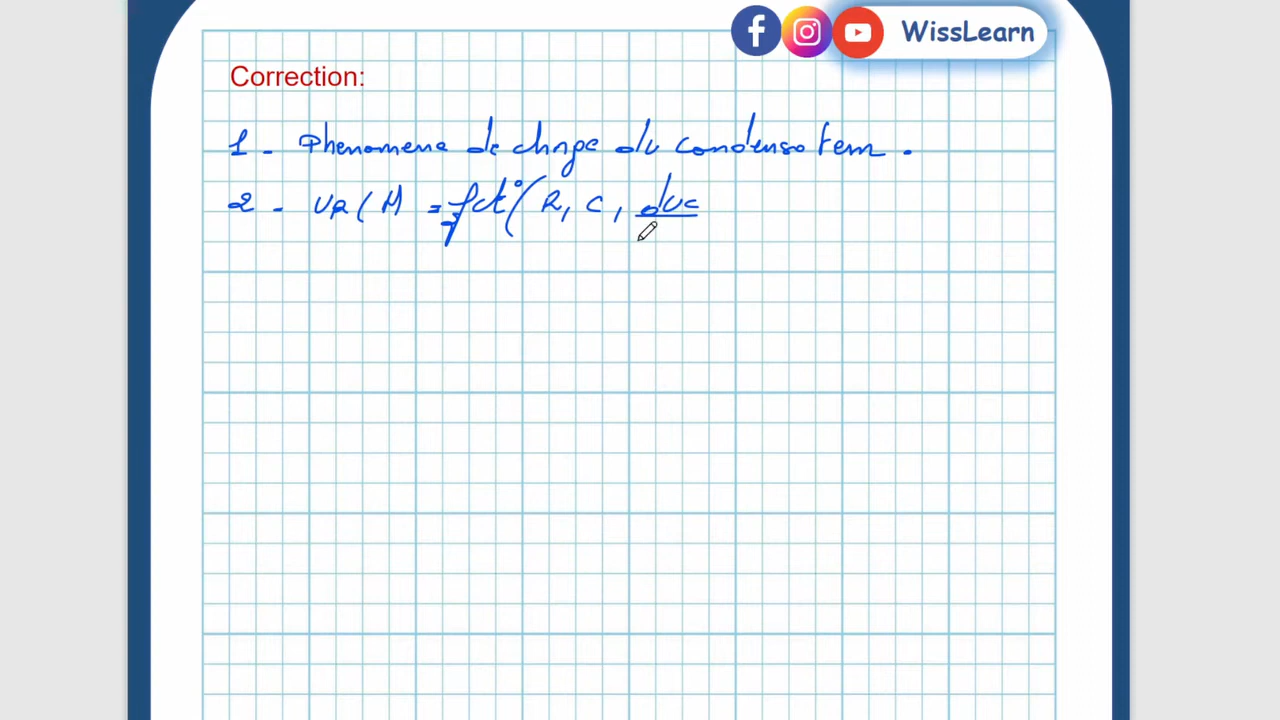 WissLearn
Correction:
1 - Phenomene de charge du condensateur.
2 - UR(t) = fct°(R, C, duc